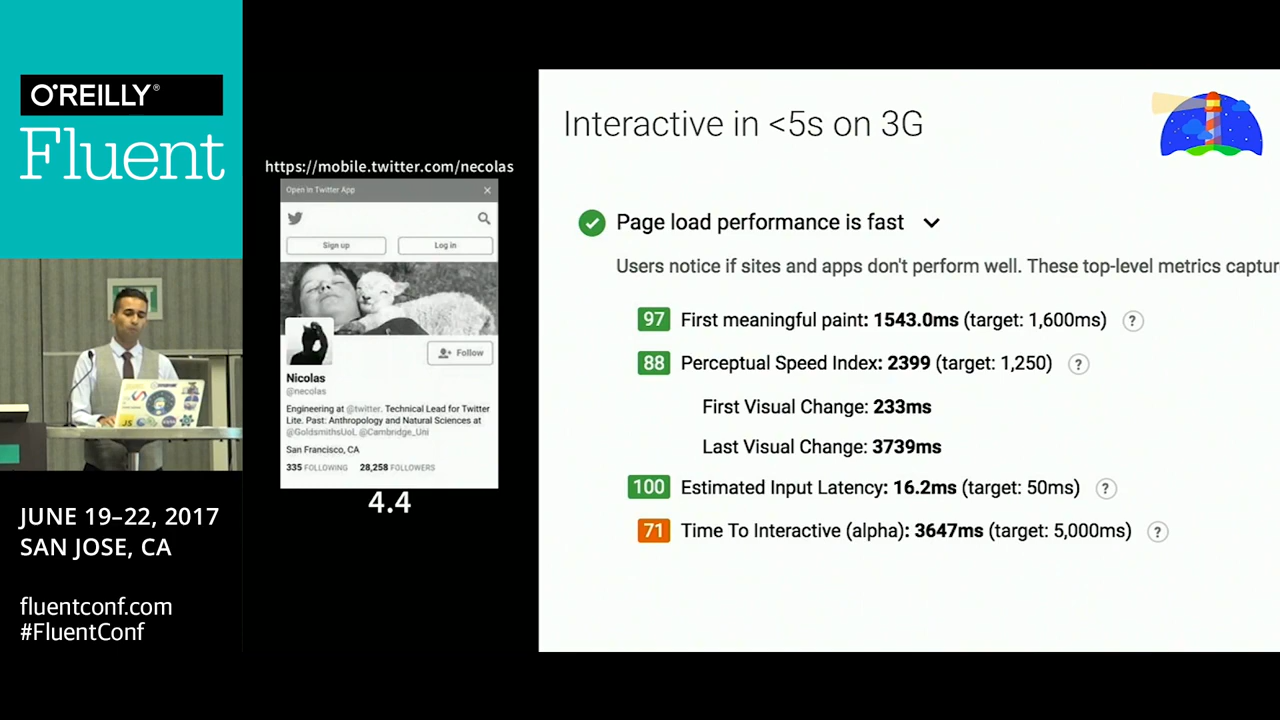 O'REILLY®
Fluent
JUNE 19–22, 2017
SAN JOSE, CA
fluentconf.com
#FluentConf
https://mobile.twitter.com/necolas
Open in Twitter App
Sign up
Log in
Follow
Nicolas
@necolas
Engineering at @twitter. Technical Lead for Twitter
Lite. Past: Anthropology and Natural Sciences at
@GoldsmithsUoL @Cambridge_Uni
San Francisco, CA
335 FOLLOWING 28,258 FOLLOWERS
4.4
Interactive in <5s on 3G
Page load performance is fast
Users notice if sites and apps don't perform well. These top-level metrics captur
97 First meaningful paint: 1543.0ms (target: 1,600ms) ?
88 Perceptual Speed Index: 2399 (target: 1,250) ?
First Visual Change: 233ms
Last Visual Change: 3739ms
100 Estimated Input Latency: 16.2ms (target: 50ms) ?
71 Time To Interactive (alpha): 3647ms (target: 5,000ms) ?
JS